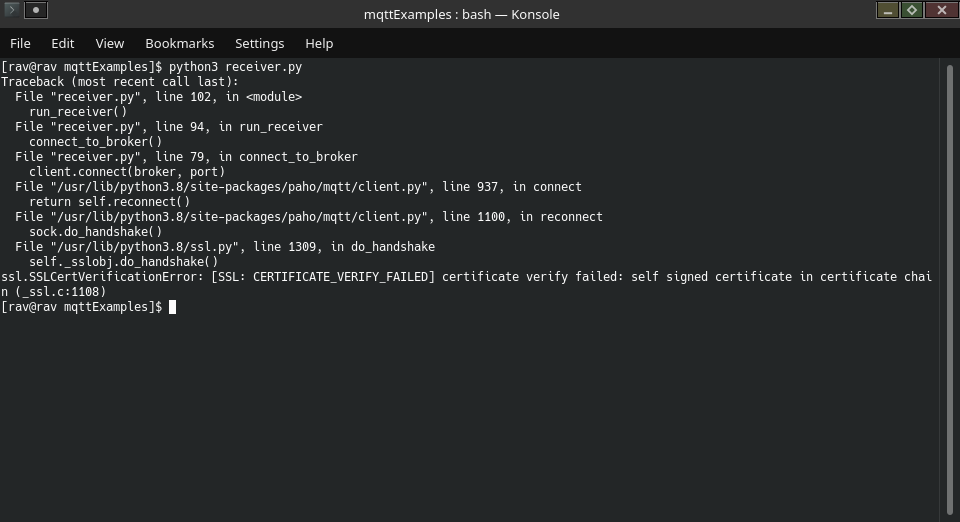 mqttExamples : bash — Konsole
File Edit View Bookmarks Settings Help
[rav@rav mqttExamples]$ python3 receiver.py
Traceback (most recent call last):
  File "receiver.py", line 102, in <module>
    run_receiver()
  File "receiver.py", line 94, in run_receiver
    connect_to_broker()
  File "receiver.py", line 79, in connect_to_broker
    client.connect(broker, port)
  File "/usr/lib/python3.8/site-packages/paho/mqtt/client.py", line 937, in connect
    return self.reconnect()
  File "/usr/lib/python3.8/site-packages/paho/mqtt/client.py", line 1100, in reconnect
    sock.do_handshake()
  File "/usr/lib/python3.8/ssl.py", line 1309, in do_handshake
    self._sslobj.do_handshake()
ssl.SSLCertVerificationError: [SSL: CERTIFICATE_VERIFY_FAILED] certificate verify failed: self signed certificate in certificate chai
n (_ssl.c:1108)
[rav@rav mqttExamples]$